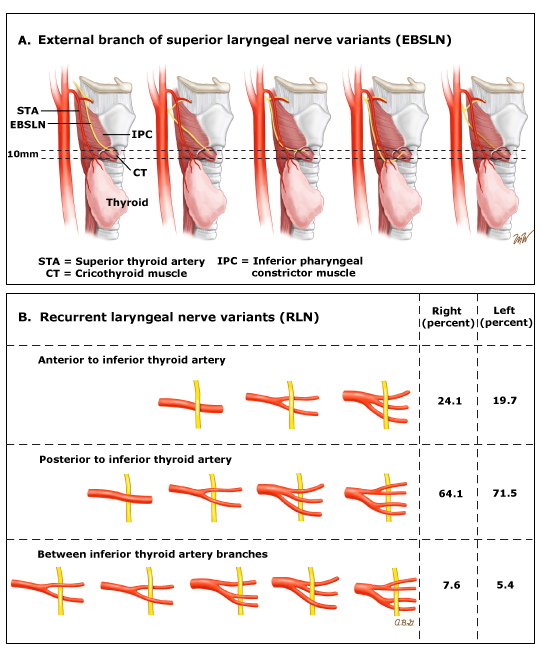 A. External branch of superior laryngeal nerve variants (EBSLN)
STA
EBSLN
IPC
10mm
CT
Thyroid
STA = Superior thyroid artery IPC = Inferior pharyngeal
CT = Cricothyroid muscle constrictor muscle
B. Recurrent laryngeal nerve variants (RLN)
Right Left
(percent) (percent)
Anterior to inferior thyroid artery
24.1 19.7
Posterior to inferior thyroid artery
64.1 71.5
Between inferior thyroid artery branches
7.6 5.4